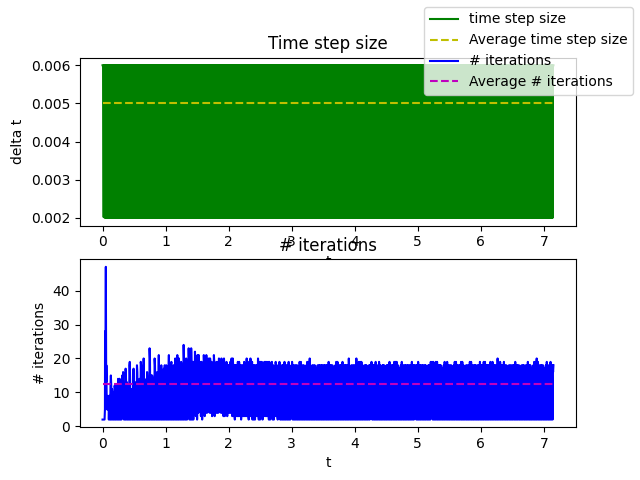 time step size
Average time step size
# iterations
Average # iterations
Time step size
delta t
0.006
0.005
0.004
0.003
0.002
0 1 2 3 4 5 6 7
t
# iterations
# iterations
40
30
20
10
0
0 1 2 3 4 5 6 7
t